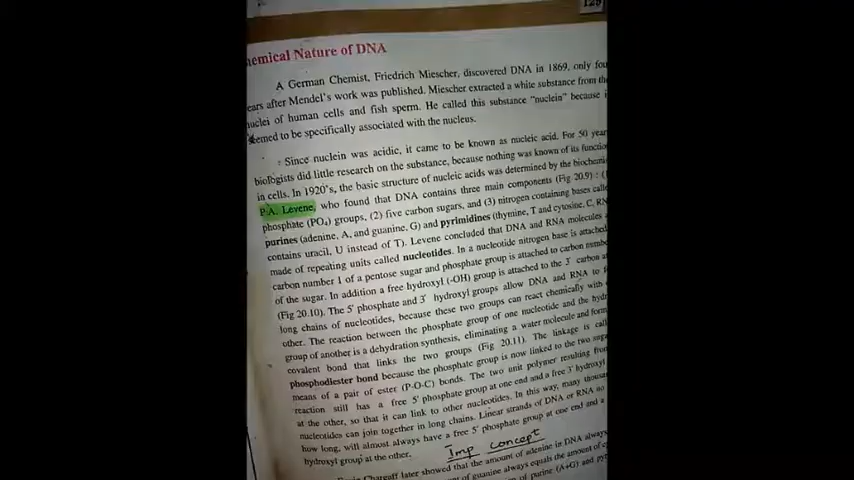 125
emical Nature of DNA
A German Chemist, Friedrich Miescher, discovered DNA in 1869, only fou
ears after Mendel's work was published. Miescher extracted a white substance from the
nuclei of human cells and fish sperm. He called this substance "nuclein" because i
seemed to be specifically associated with the nucleus.
Since nuclein was acidic, it came to be known as nucleic acid. For 50 year
biologists did little research on the substance, because nothing was known of its functio
in cells. In 1920's, the basic structure of nucleic acids was determined by the biochemi
P.A. Levene, who found that DNA contains three main components (Fig 20.9) : (1
phosphate (PO₄) groups, (2) five carbon sugars, and (3) nitrogen containing bases calle
purines (adenine, A, and guanine, G) and pyrimidines (thymine, T and cytosine, C, RN
contains uracil, U instead of T). Levene concluded that DNA and RNA molecules a
made of repeating units called nucleotides. In a nucleotide nitrogen base is attached
carbon number 1 of a pentose sugar and phosphate group is attached to carbon numbe
of the sugar. In addition a free hydroxyl (-OH) group is attached to the 3' carbon a
(Fig 20.10). The 5' phosphate and 3' hydroxyl groups allow DNA and RNA to f
long chains of nucleotides, because these two groups can react chemically with e
other. The reaction between the phosphate group of one nucleotide and the hydr
group of another is a dehydration synthesis, eliminating a water molecule and form
covalent bond that links the two groups (Fig 20.11). The linkage is call
phosphodiester bond because the phosphate group is now linked to the two suga
means of a pair of ester (P-O-C) bonds. The two unit polymer resulting from
reaction still has a free 5' phosphate group at one end and a free 3' hydroxyl
at the other, so that it can link to other nucleotides. In this way, many thousa
nucleotides can join together in long chains. Linear strands of DNA or RNA no
how long, will almost always have a free 5' phosphate group at one end and a
hydroxyl group at the other.
Imp concept
Chargaff later showed that the amount of adenine in DNA always
of guanine always equals the amount of
of purine (A+G) and